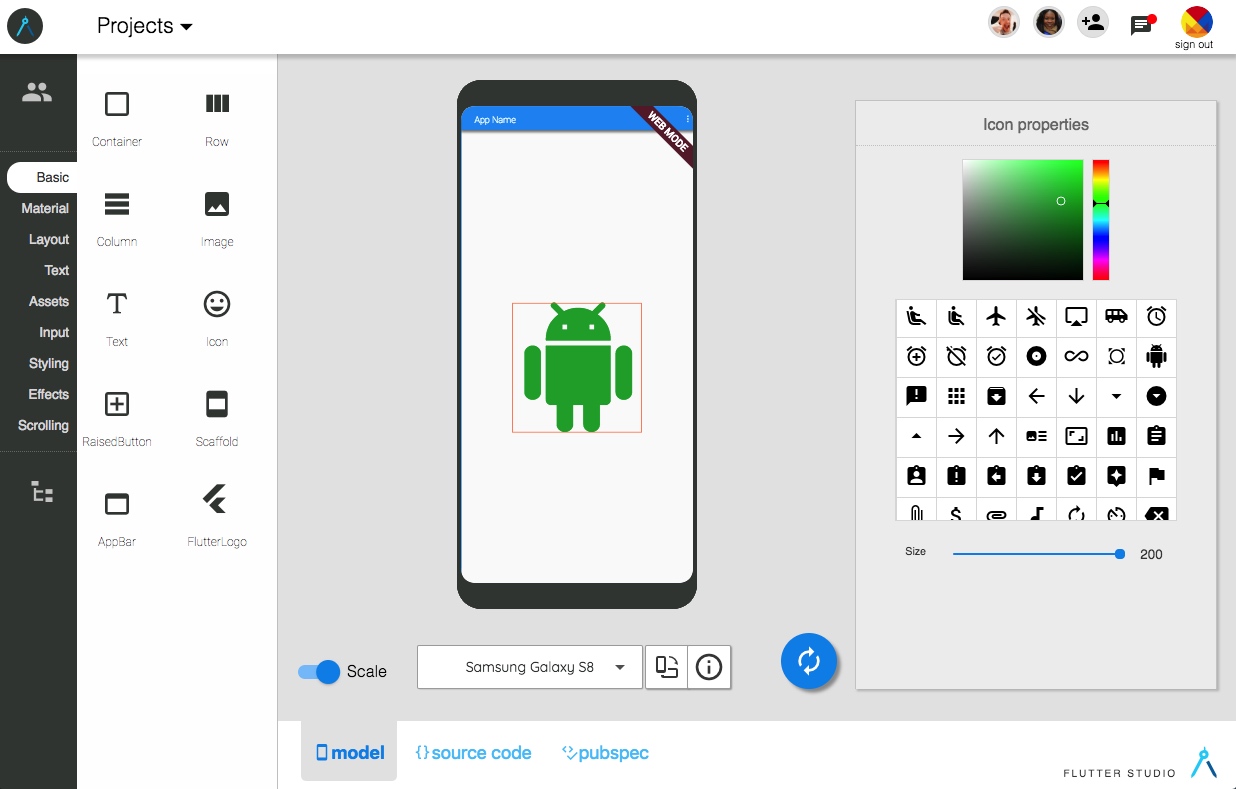 Projects
sign out
Basic
Material
Layout
Text
Assets
Input
Styling
Effects
Scrolling
Container
Row
Column
Image
Text
Icon
RaisedButton
Scaffold
AppBar
FlutterLogo
App Name
WEB MODE
Icon properties
Size
200
Scale
Samsung Galaxy S8
model
{} source code
pubspec
FLUTTER STUDIO